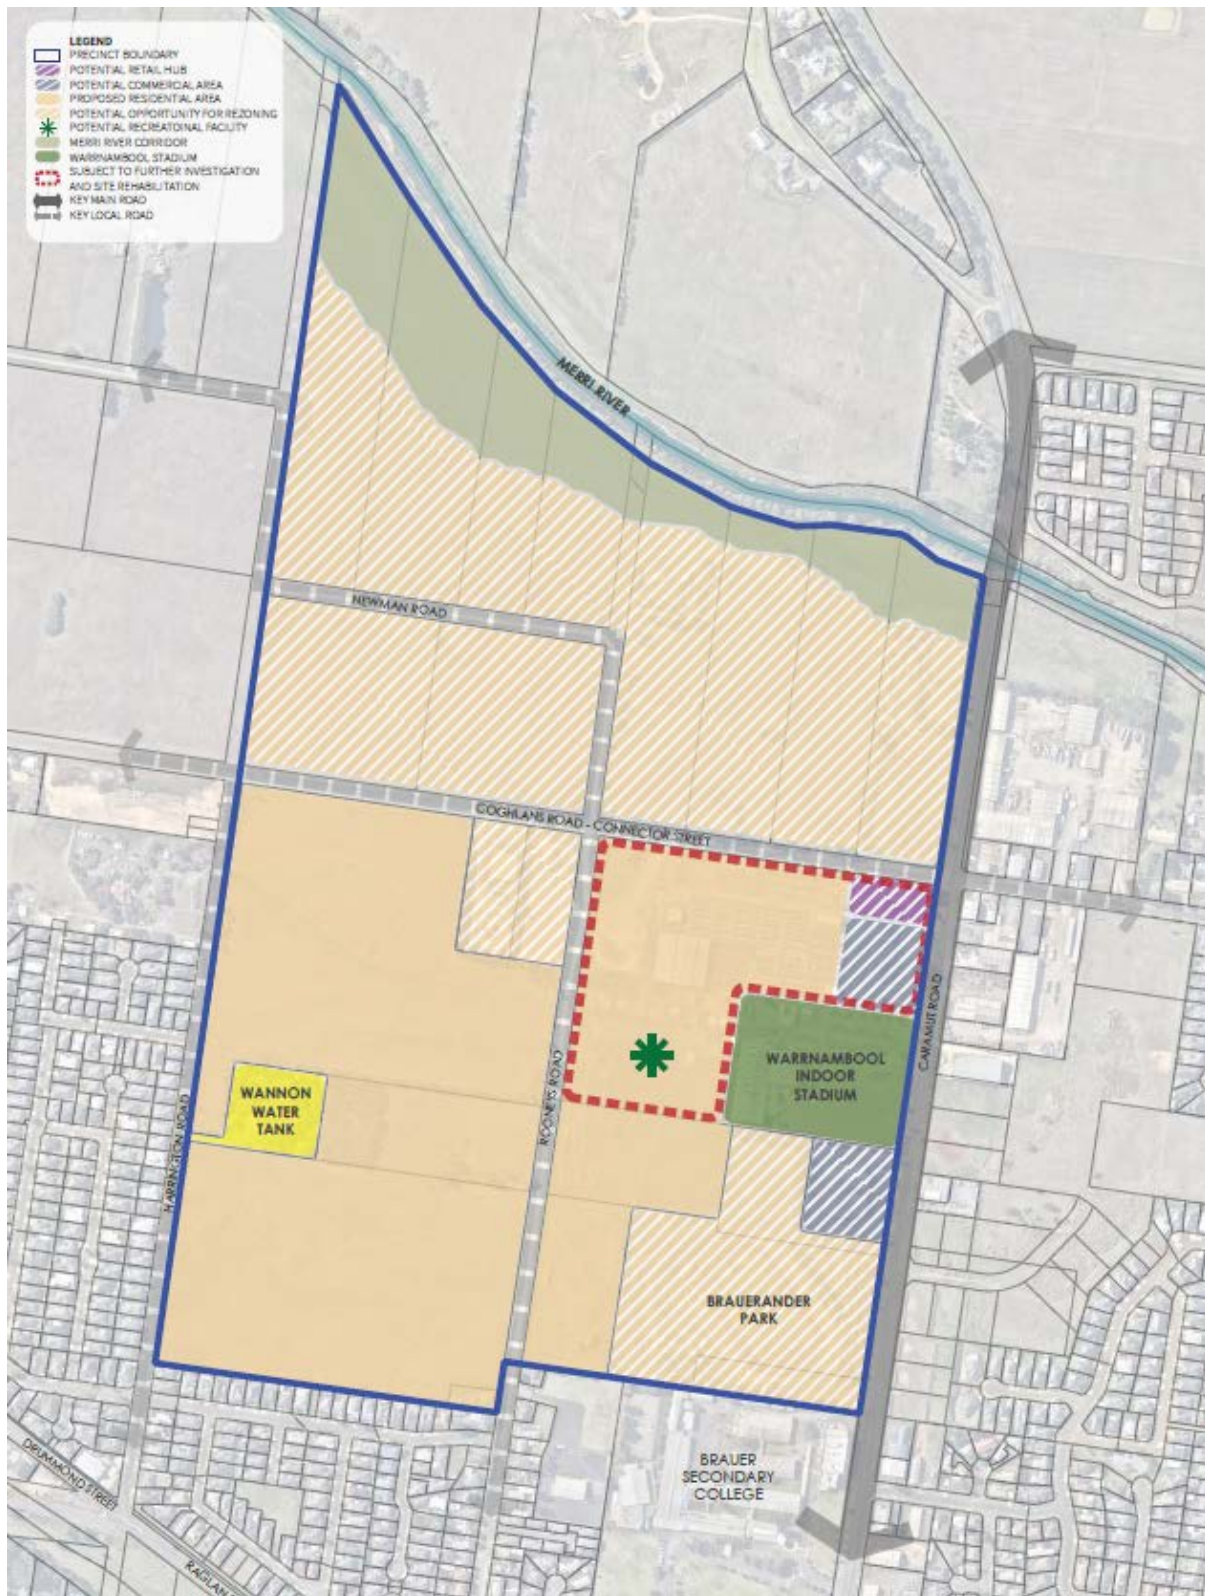 LEGEND
PRECINCT BOUNDARY
POTENTIAL RETAIL HUB
POTENTIAL COMMERCIAL AREA
PROPOSED RESIDENTIAL AREA
POTENTIAL OPPORTUNITY FOR REZONING
POTENTIAL RECREATOINAL FACILITY
MERRI RIVER CORRIDOR
WARRNAMBOOL STADIUM
SUBJECT TO FURTHER INVESTIGATION
AND SITE REHABILITATION
KEY MAIN ROAD
KEY LOCAL ROAD
MERRI RIVER
NEWMAN ROAD
COGHLANS ROAD - CONNECTOR STREET
CARAMUT ROAD
WARRNAMBOOL
INDOOR
STADIUM
ROONEYS ROAD
WANNON
WATER
TANK
HARRINGTON ROAD
BRAUERANDER
PARK
BRAUER
SECONDARY
COLLEGE
DRUMMOND STREET
RAGLAN